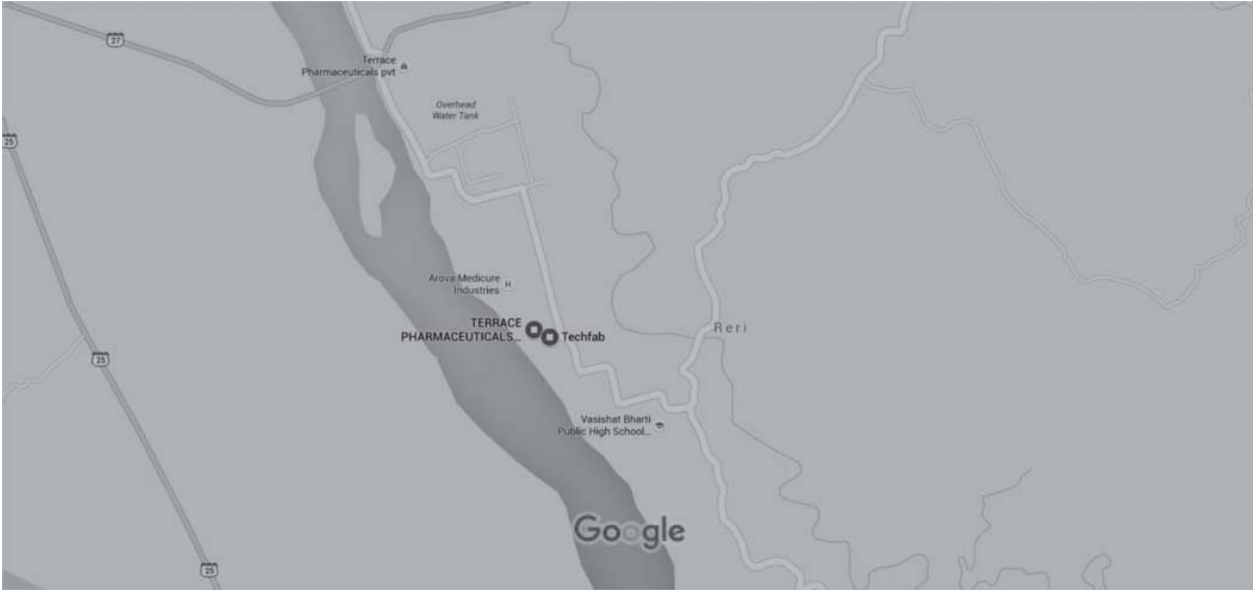 27
Terrace
Pharmaceuticals pvt
Overhead
Water Tank
25
Arova Medicure
Industries
H
TERRACE
PHARMACEUTICALS...
Techfab
Reri
25
Vasishat Bharti
Public High School...
Google
25